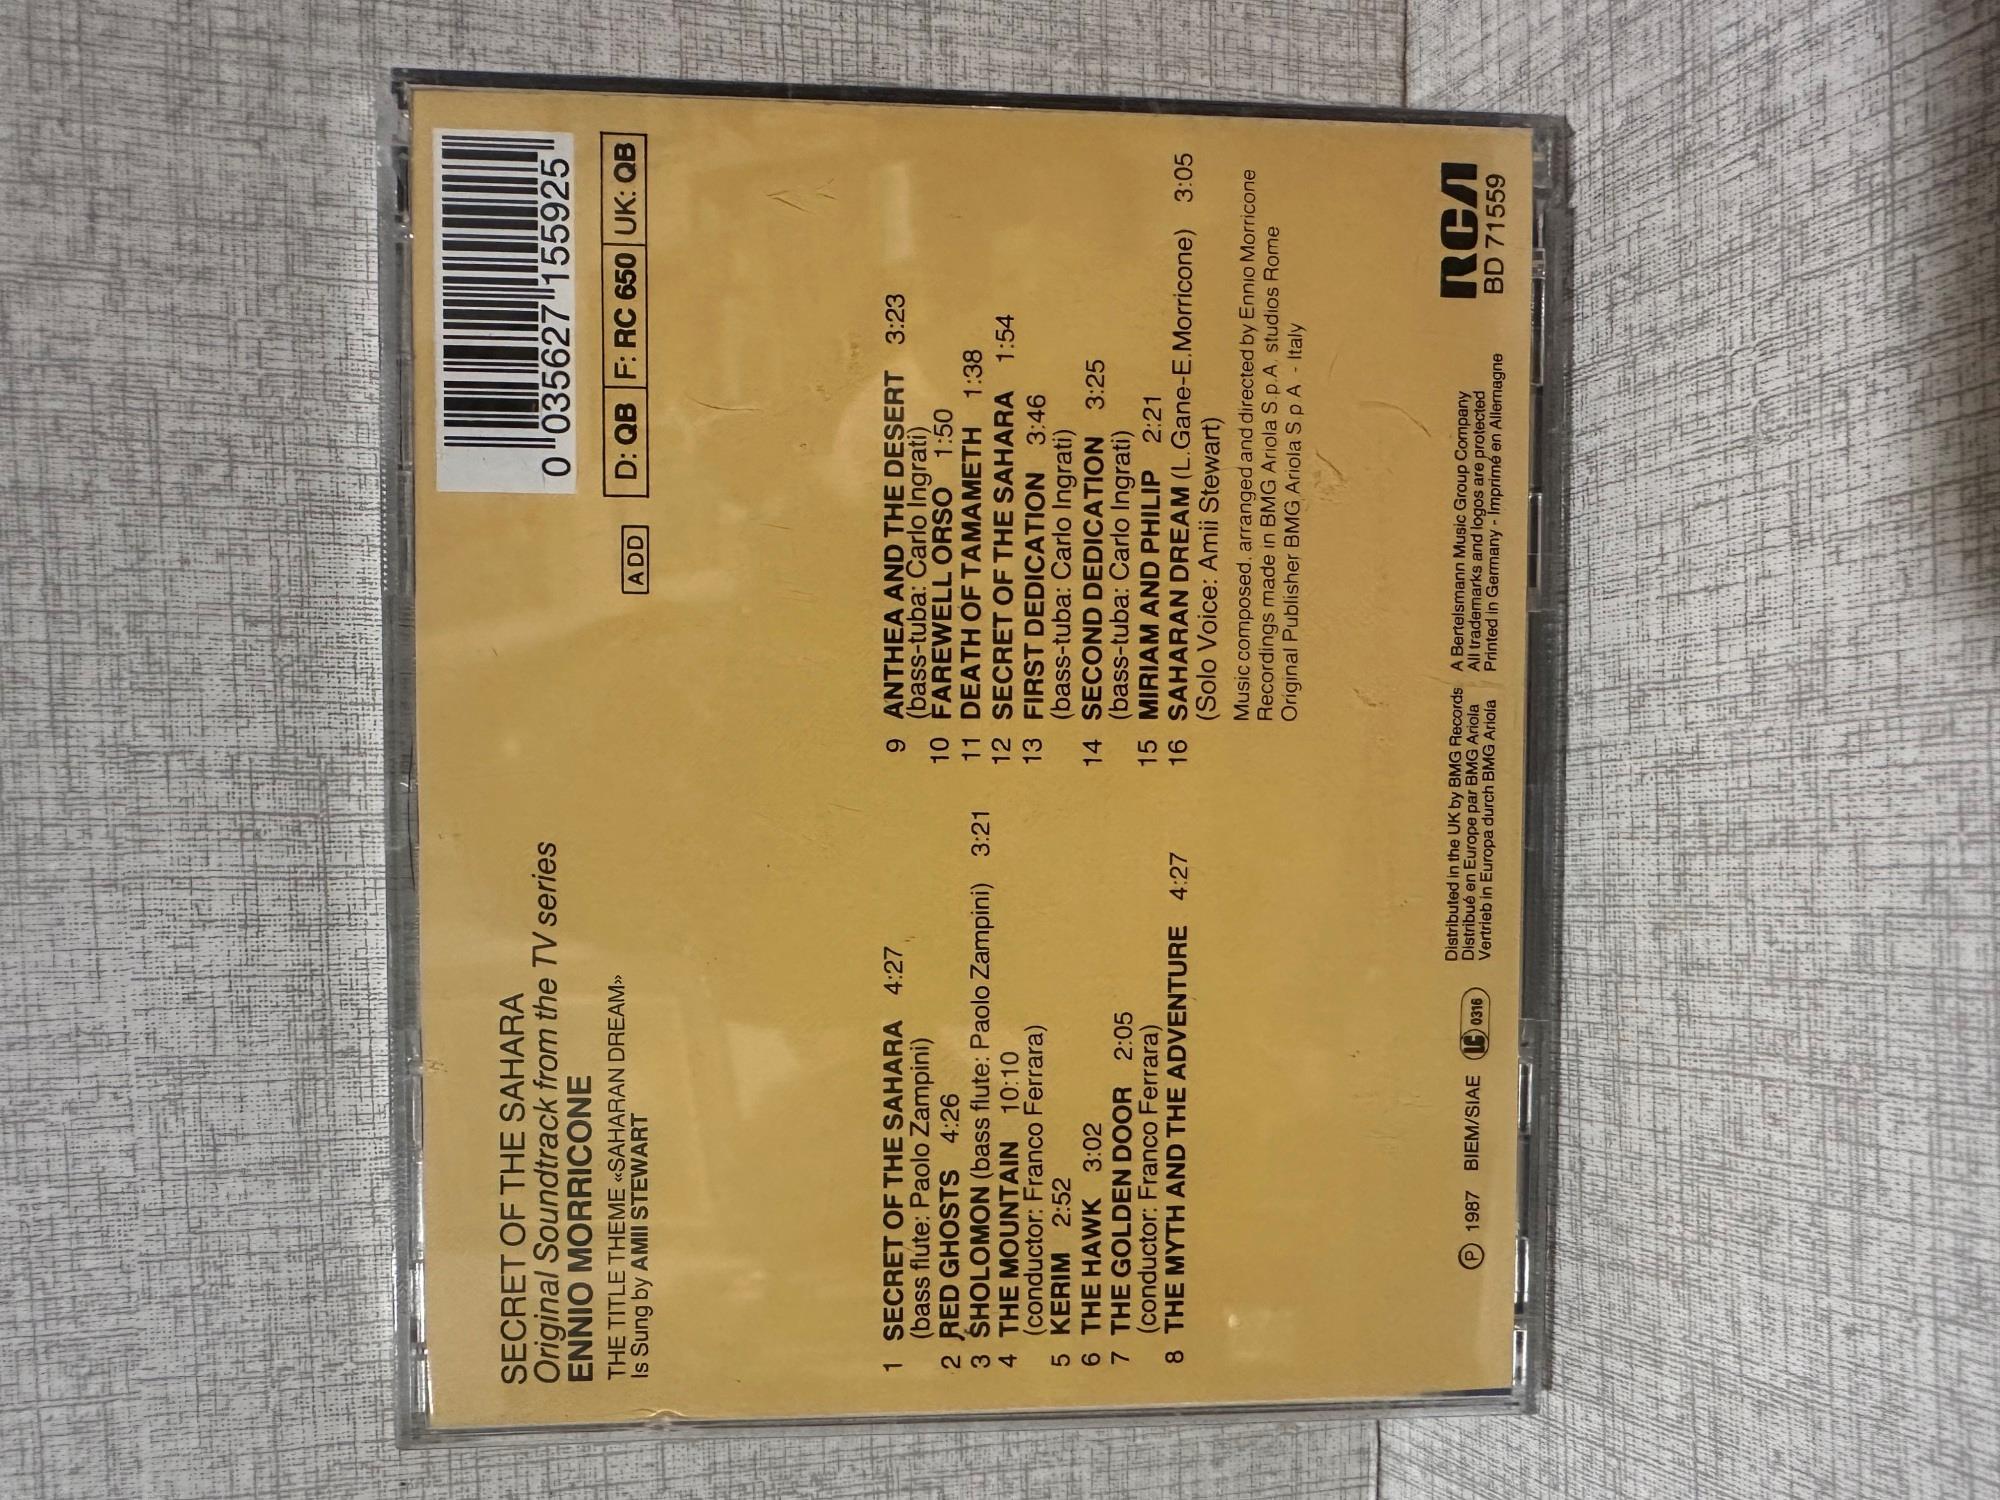 SECRET OF THE SAHARA
Original Soundtrack from the TV series
ENNIO MORRICONE
THE TITLE THEME «SAHARAN DREAM»
Is Sung by AMII STEWART
0 035627 155925
ADD
D: QB F: RC 650 UK: QB
1 SECRET OF THE SAHARA 4:27
(bass flute: Paolo Zampini)
2 RED GHOSTS 4:26
3 SHOLOMON (bass flute: Paolo Zampini) 3:21
4 THE MOUNTAIN 10:10
(conductor: Franco Ferrara)
5 KERIM 2:52
6 THE HAWK 3:02
7 THE GOLDEN DOOR 2:05
(conductor: Franco Ferrara)
8 THE MYTH AND THE ADVENTURE 4:27
9 ANTHEA AND THE DESERT 3:23
(bass-tuba: Carlo Ingrati)
10 FAREWELL ORSO 1:50
11 DEATH OF TAMAMETH 1:38
12 SECRET OF THE SAHARA 1:54
13 FIRST DEDICATION 3:46
(bass-tuba: Carlo Ingrati)
14 SECOND DEDICATION 3:25
(bass-tuba: Carlo Ingrati)
15 MIRIAM AND PHILIP 2:21
16 SAHARAN DREAM (L.Gane-E.Morricone) 3:05
(Solo Voice: Amii Stewart)
Music composed, arranged and directed by Ennio Morricone
Recordings made in BMG Ariola S.p.A. studios Rome
Original Publisher BMG Ariola S.p.A. - Italy
℗ 1987 BIEM/SIAE LC 0316
Distributed in the UK by BMG Records
Distribué en Europe par BMG Ariola
Vertrieb in Europa durch BMG Ariola
A Bertelsmann Music Group Company
All trademarks and logos are protected
Printed in Germany - Imprimé en Allemagne
RCA
BD 71559